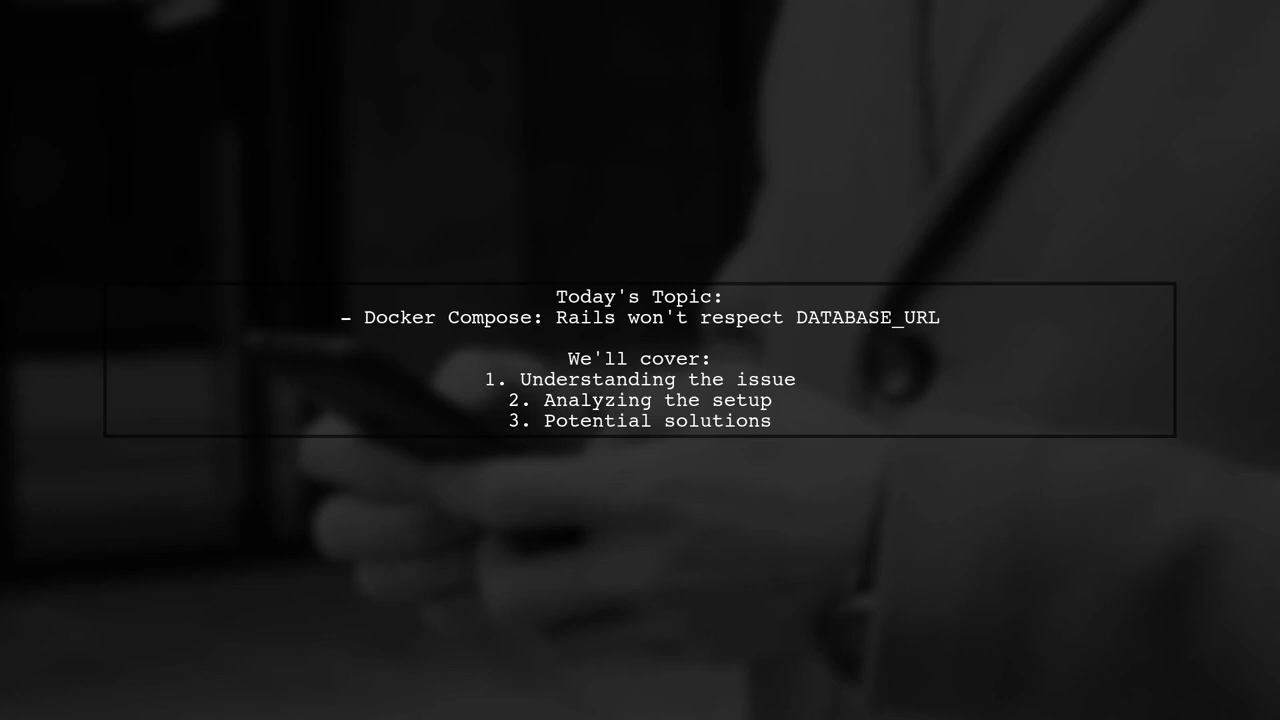 Today's Topic:
- Docker Compose: Rails won't respect DATABASE_URL
We'll cover:
1. Understanding the issue
2. Analyzing the setup
3. Potential solutions